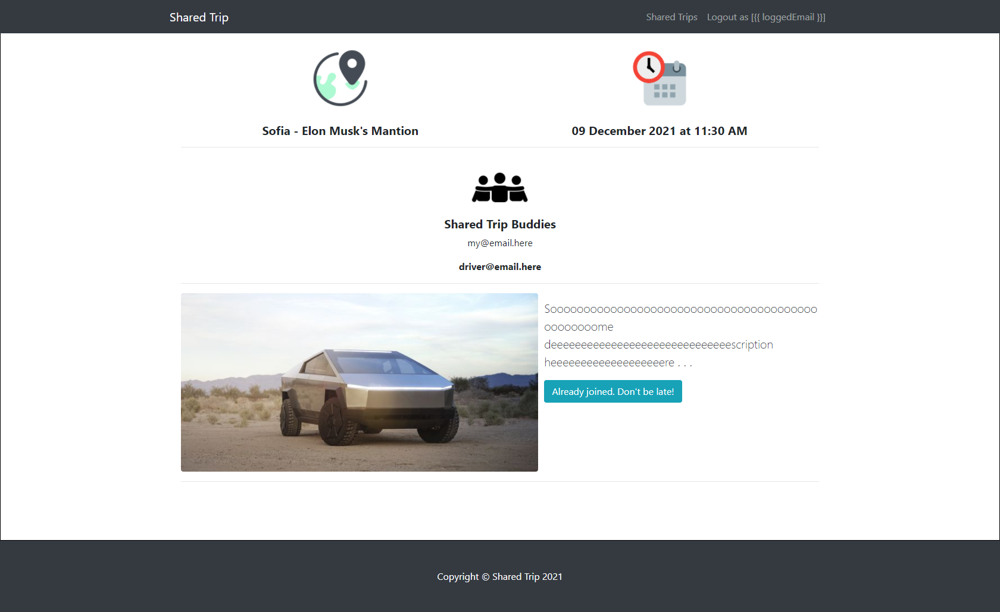 Shared Trip
Shared Trips Logout as [{{ loggedEmail }}]
Sofia - Elon Musk's Mantion
09 December 2021 at 11:30 AM
Shared Trip Buddies
my@email.here
driver@email.here
Soooooooooooooooooooooooooooooooooooooooo
oooooooome
deeeeeeeeeeeeeeeeeeeeeeeeeeeeeescription
heeeeeeeeeeeeeeeeeeere . . .
Already joined. Don't be late!
Copyright © Shared Trip 2021